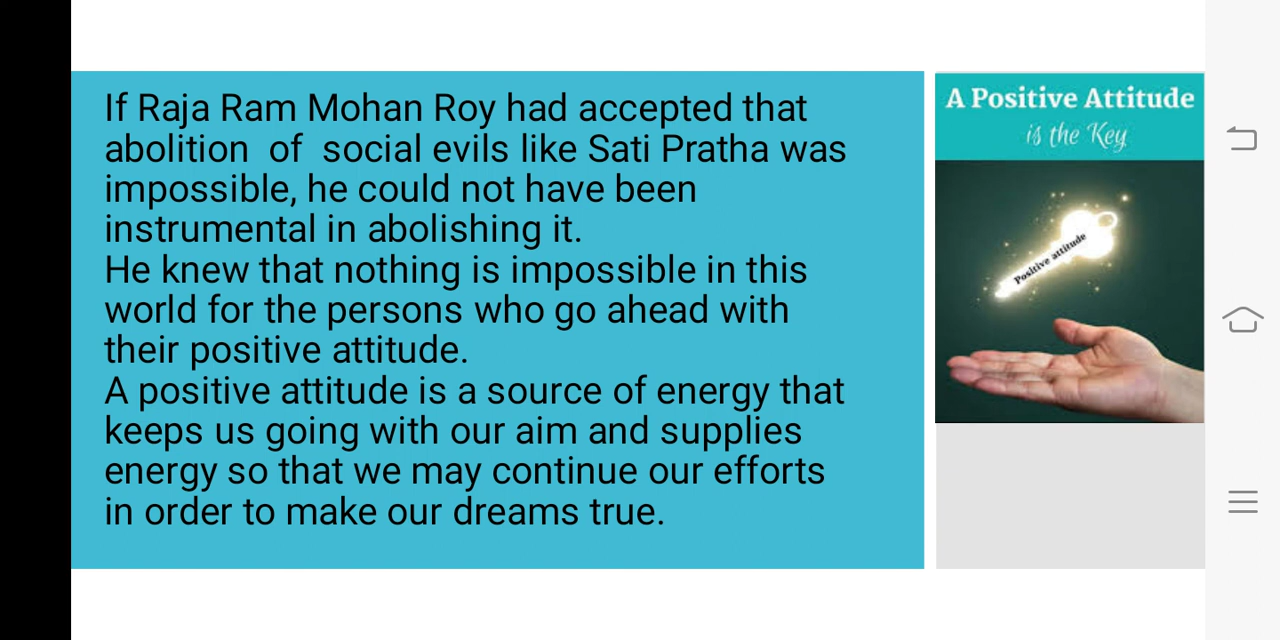 If Raja Ram Mohan Roy had accepted that
abolition of social evils like Sati Pratha was
impossible, he could not have been
instrumental in abolishing it.
He knew that nothing is impossible in this
world for the persons who go ahead with
their positive attitude.
A positive attitude is a source of energy that
keeps us going with our aim and supplies
energy so that we may continue our efforts
in order to make our dreams true.
A Positive Attitude
is the Key
Positive attitude